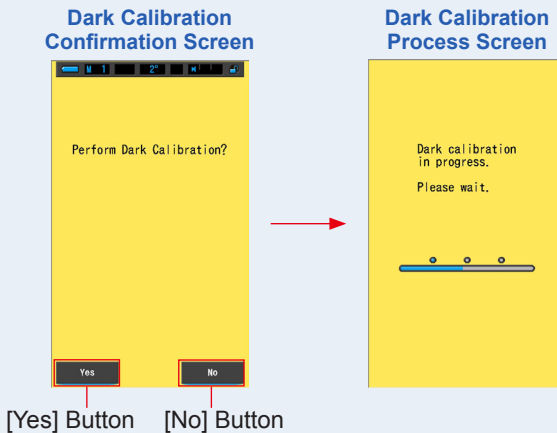 Dark Calibration
Confirmation Screen
M 1 2°
Perform Dark Calibration?
Yes No
[Yes] Button [No] Button
Dark Calibration
Process Screen
Dark calibration
in progress.
Please wait.